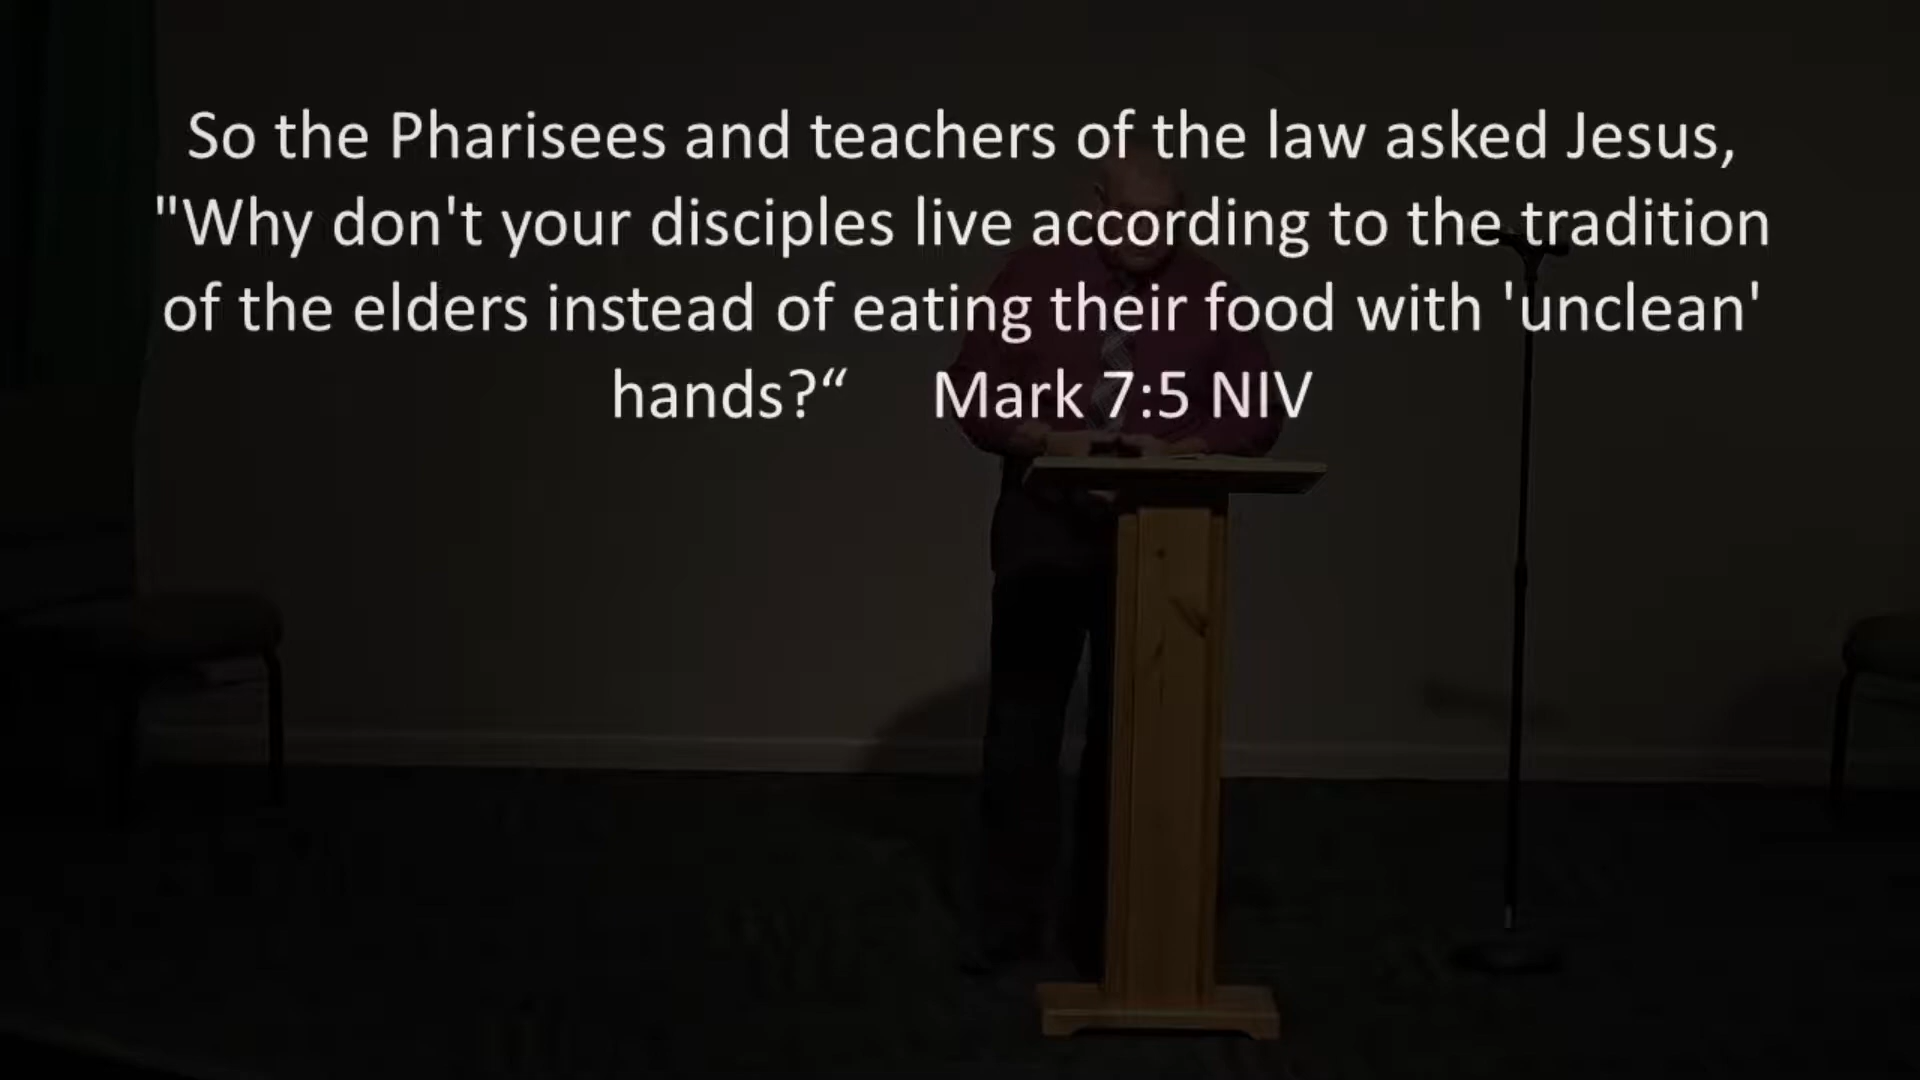 So the Pharisees and teachers of the law asked Jesus,
"Why don't your disciples live according to the tradition
of the elders instead of eating their food with 'unclean'
hands?“ Mark 7:5 NIV